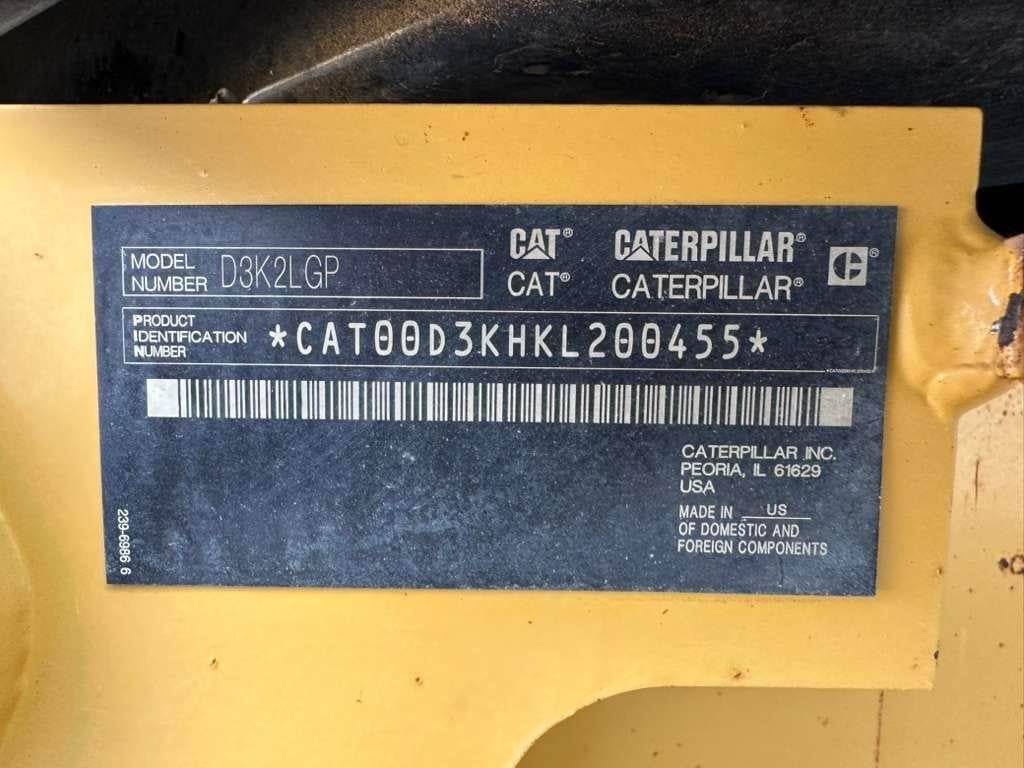 MODEL
NUMBER D3K2LGP
CAT® CATERPILLAR®
CAT® CATERPILLAR®
PRODUCT
IDENTIFICATION
NUMBER
*CAT00D3KHKL200455*
CATERPILLAR INC.
PEORIA, IL 61629
USA
MADE IN US
OF DOMESTIC AND
FOREIGN COMPONENTS
239-6986 6